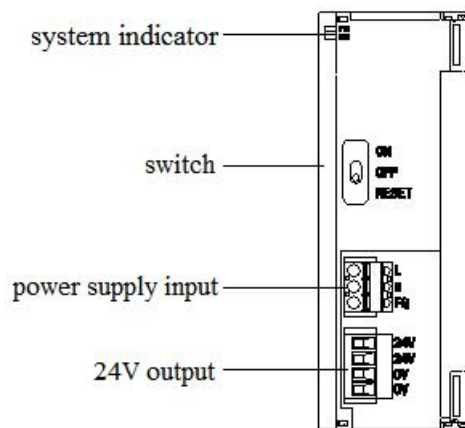 system indicator
switch
ON
OFF
RESET
power supply input
L
N
FG
24V output
24V
24V
0V
0V